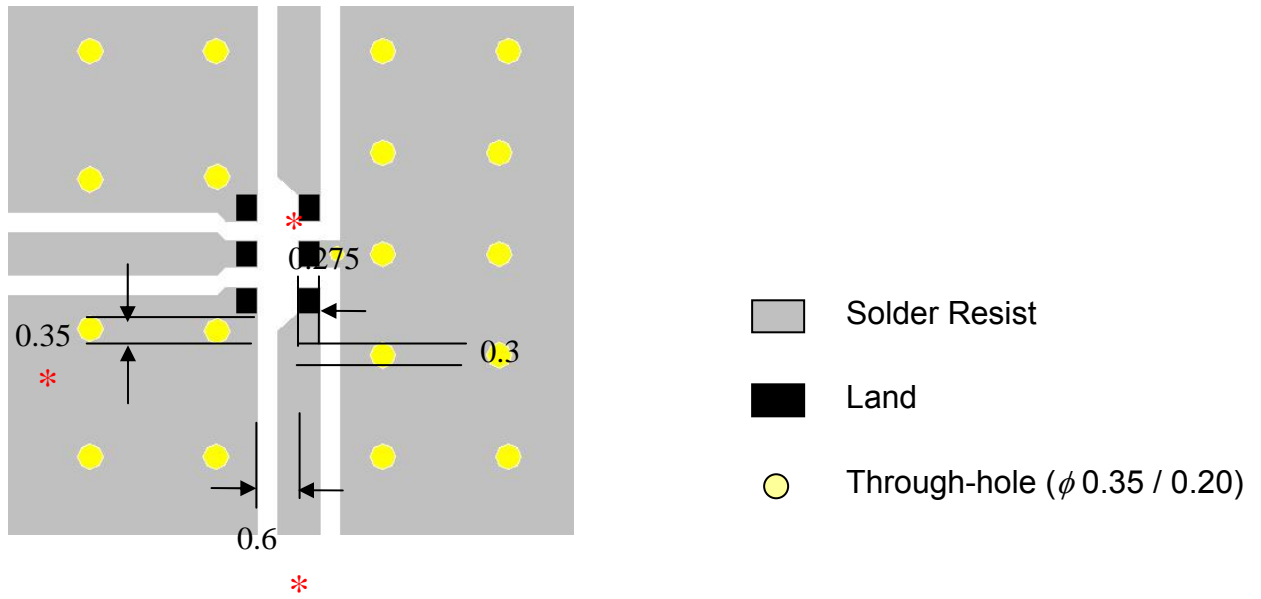 *
0.275
Solder Resist
0.35
0.3
*
Land
Through-hole (ϕ 0.35 / 0.20)
0.6
*